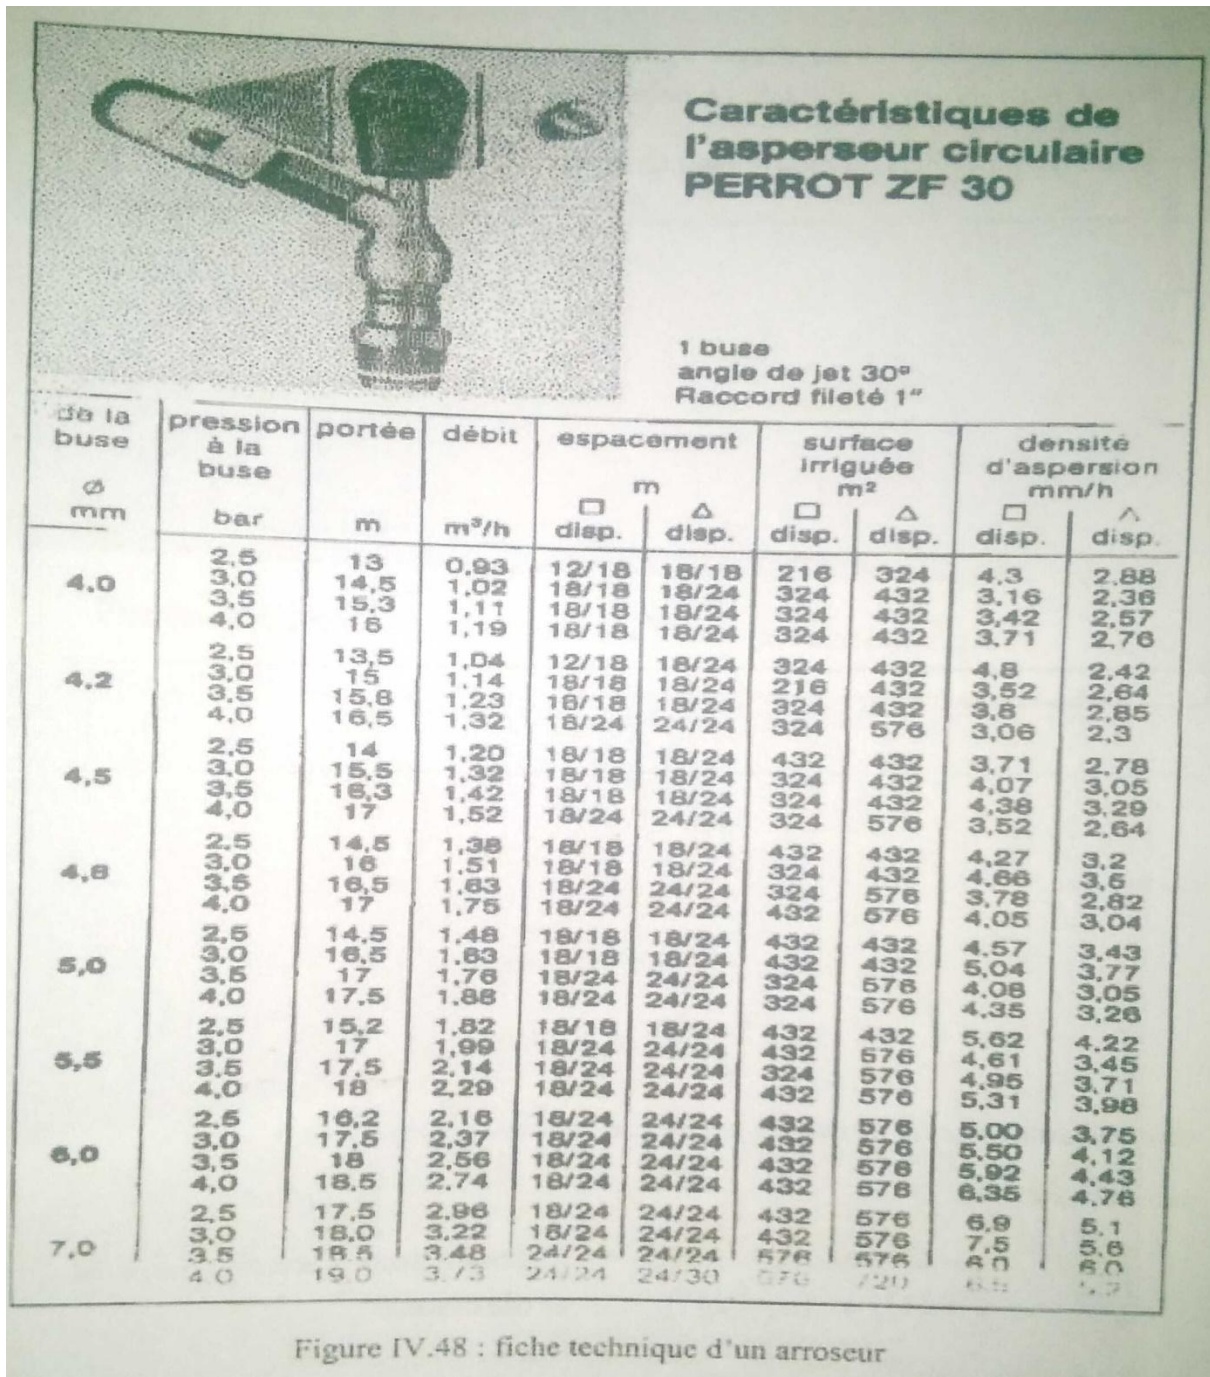 Caractéristiques de
l'asperseur circulaire
PERROT ZF 30
1 buse
angle de jet 30°
Raccord fileté 1"
de la buse Ø mm | pression à la buse bar | portée m | débit m³/h | espacement m □ disp. △ disp. | surface irriguée m² □ disp. △ disp. | densité d'aspersion mm/h □ disp. △ disp.
4.0 2,5 13 0,93 12/18 18/18 216 324 4.3 2.88
3,0 14,5 1,02 18/18 18/24 324 432 3,16 2,36
3,5 15,3 1,11 18/18 18/24 324 432 3,42 2,57
4,0 16 1,19 18/18 18/24 324 432 3,71 2,76
4,2 2,5 13,5 1,04 12/18 18/24 324 432 4,8 2,42
3,0 15 1,14 18/18 18/24 216 432 3,52 2,64
3,5 15,8 1,23 18/18 18/24 324 432 3,8 2,85
4,0 16,5 1,32 18/24 24/24 324 576 3,06 2,3
4,5 2,5 14 1,20 18/18 18/24 432 432 3,71 2,78
3,0 15,5 1,32 18/18 18/24 324 432 4,07 3,05
3,5 16,3 1,42 18/18 18/24 324 432 4,38 3,29
4,0 17 1,52 18/24 24/24 324 576 3,52 2,64
4,8 2,5 14,5 1,38 18/18 18/24 432 432 4,27 3,2
3,0 16 1,51 18/18 18/24 324 432 4,66 3,5
3,5 16,5 1,63 18/24 24/24 324 576 3,78 2,82
4,0 17 1,75 18/24 24/24 432 576 4,05 3,04
5,0 2,5 14,5 1,48 18/18 18/24 432 432 4.57 3,43
3,0 16,5 1,63 18/18 18/24 432 432 5,04 3,77
3,5 17 1,76 18/24 24/24 324 576 4,08 3,05
4,0 17,5 1,88 18/24 24/24 324 576 4,35 3,26
5,5 2,5 15,2 1,82 18/18 18/24 432 432 5,62 4,22
3,0 17 1,99 18/24 24/24 432 576 4,61 3,45
3,5 17,5 2,14 18/24 24/24 324 576 4,95 3,71
4,0 18 2,29 18/24 24/24 432 576 5,31 3,98
6,0 2,5 16,2 2,16 18/24 24/24 432 576 5,00 3,75
3,0 17,5 2,37 18/24 24/24 432 576 5,50 4,12
3,5 18 2,56 18/24 24/24 432 576 5,92 4,43
4,0 18,5 2,74 18/24 24/24 432 576 6,35 4,76
7,0 2,5 17,5 2,96 18/24 24/24 432 576 6,9 5,1
3,0 18,0 3,22 18/24 24/24 432 576 7,5 5,6
3,5 18,5 3,48 24/24 24/24 576 576 6,0 6,0
4,0 19,0 3,73 24/24 24/30 576 720
Figure IV.48 : fiche technique d'un arroseur